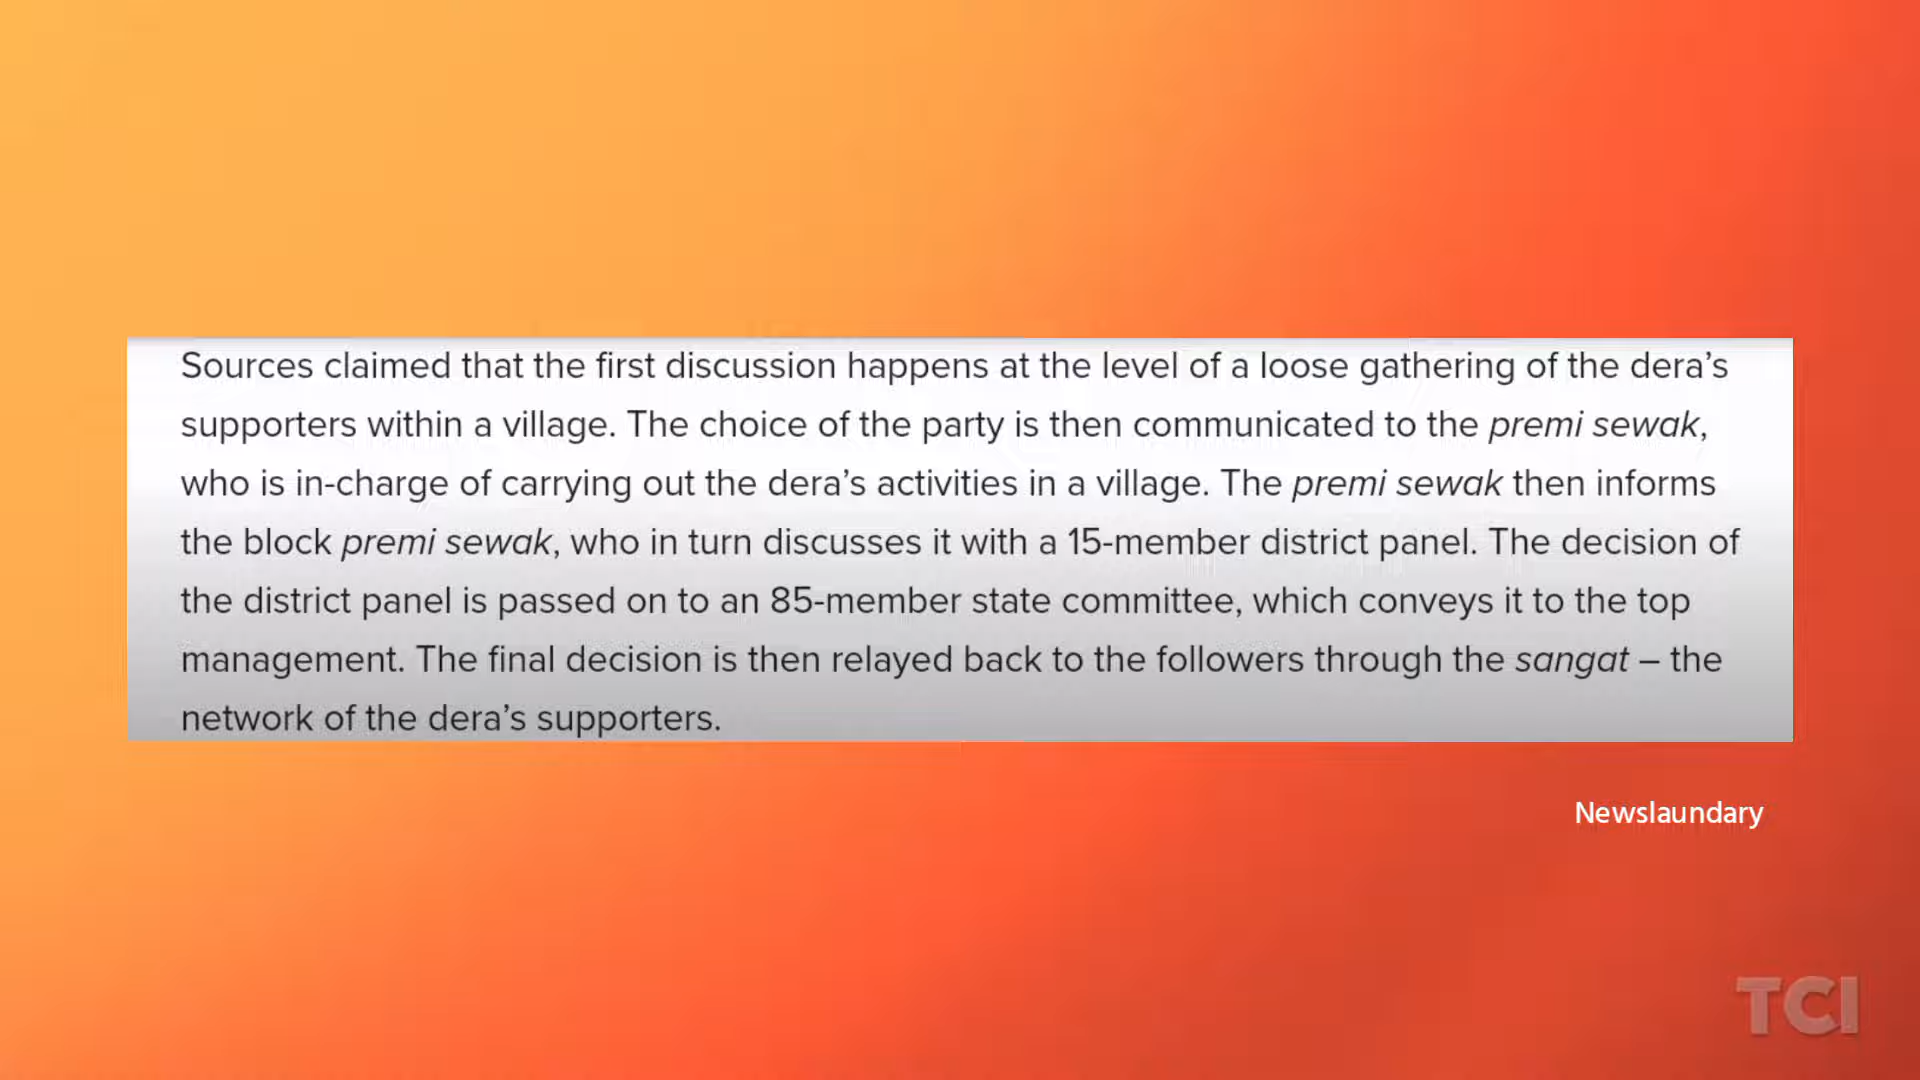 Sources claimed that the first discussion happens at the level of a loose gathering of the dera’s
supporters within a village. The choice of the party is then communicated to the premi sewak,
who is in-charge of carrying out the dera’s activities in a village. The premi sewak then informs
the block premi sewak, who in turn discusses it with a 15-member district panel. The decision of
the district panel is passed on to an 85-member state committee, which conveys it to the top
management. The final decision is then relayed back to the followers through the sangat – the
network of the dera’s supporters.
Newslaundary
TCI